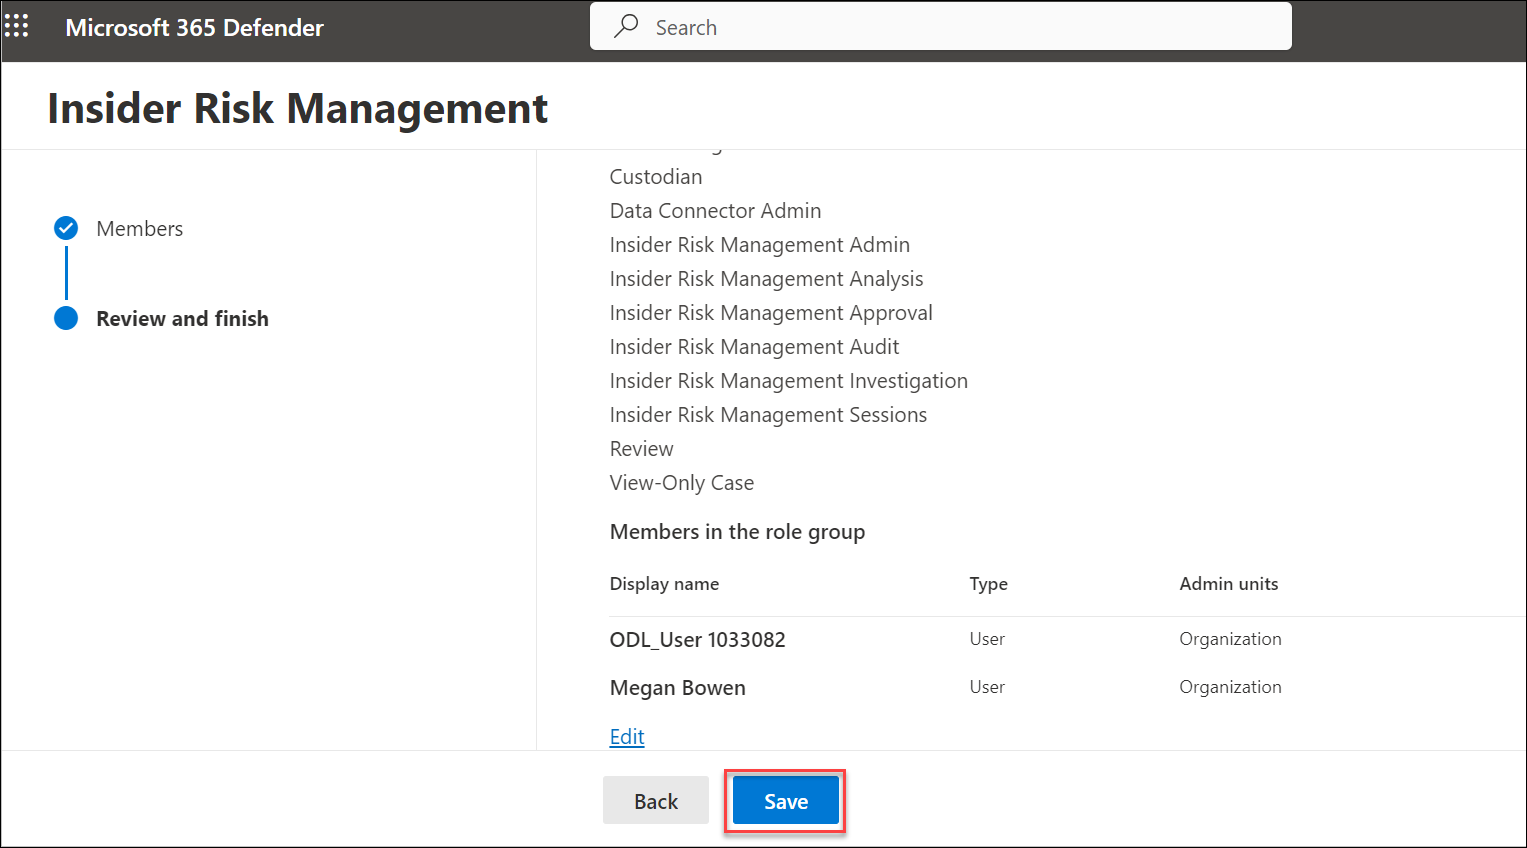 Microsoft 365 Defender
Search
Insider Risk Management
Members
Review and finish
Custodian
Data Connector Admin
Insider Risk Management Admin
Insider Risk Management Analysis
Insider Risk Management Approval
Insider Risk Management Audit
Insider Risk Management Investigation
Insider Risk Management Sessions
Review
View-Only Case
Members in the role group
Display name Type Admin units
ODL_User 1033082 User Organization
Megan Bowen User Organization
Edit
Back Save